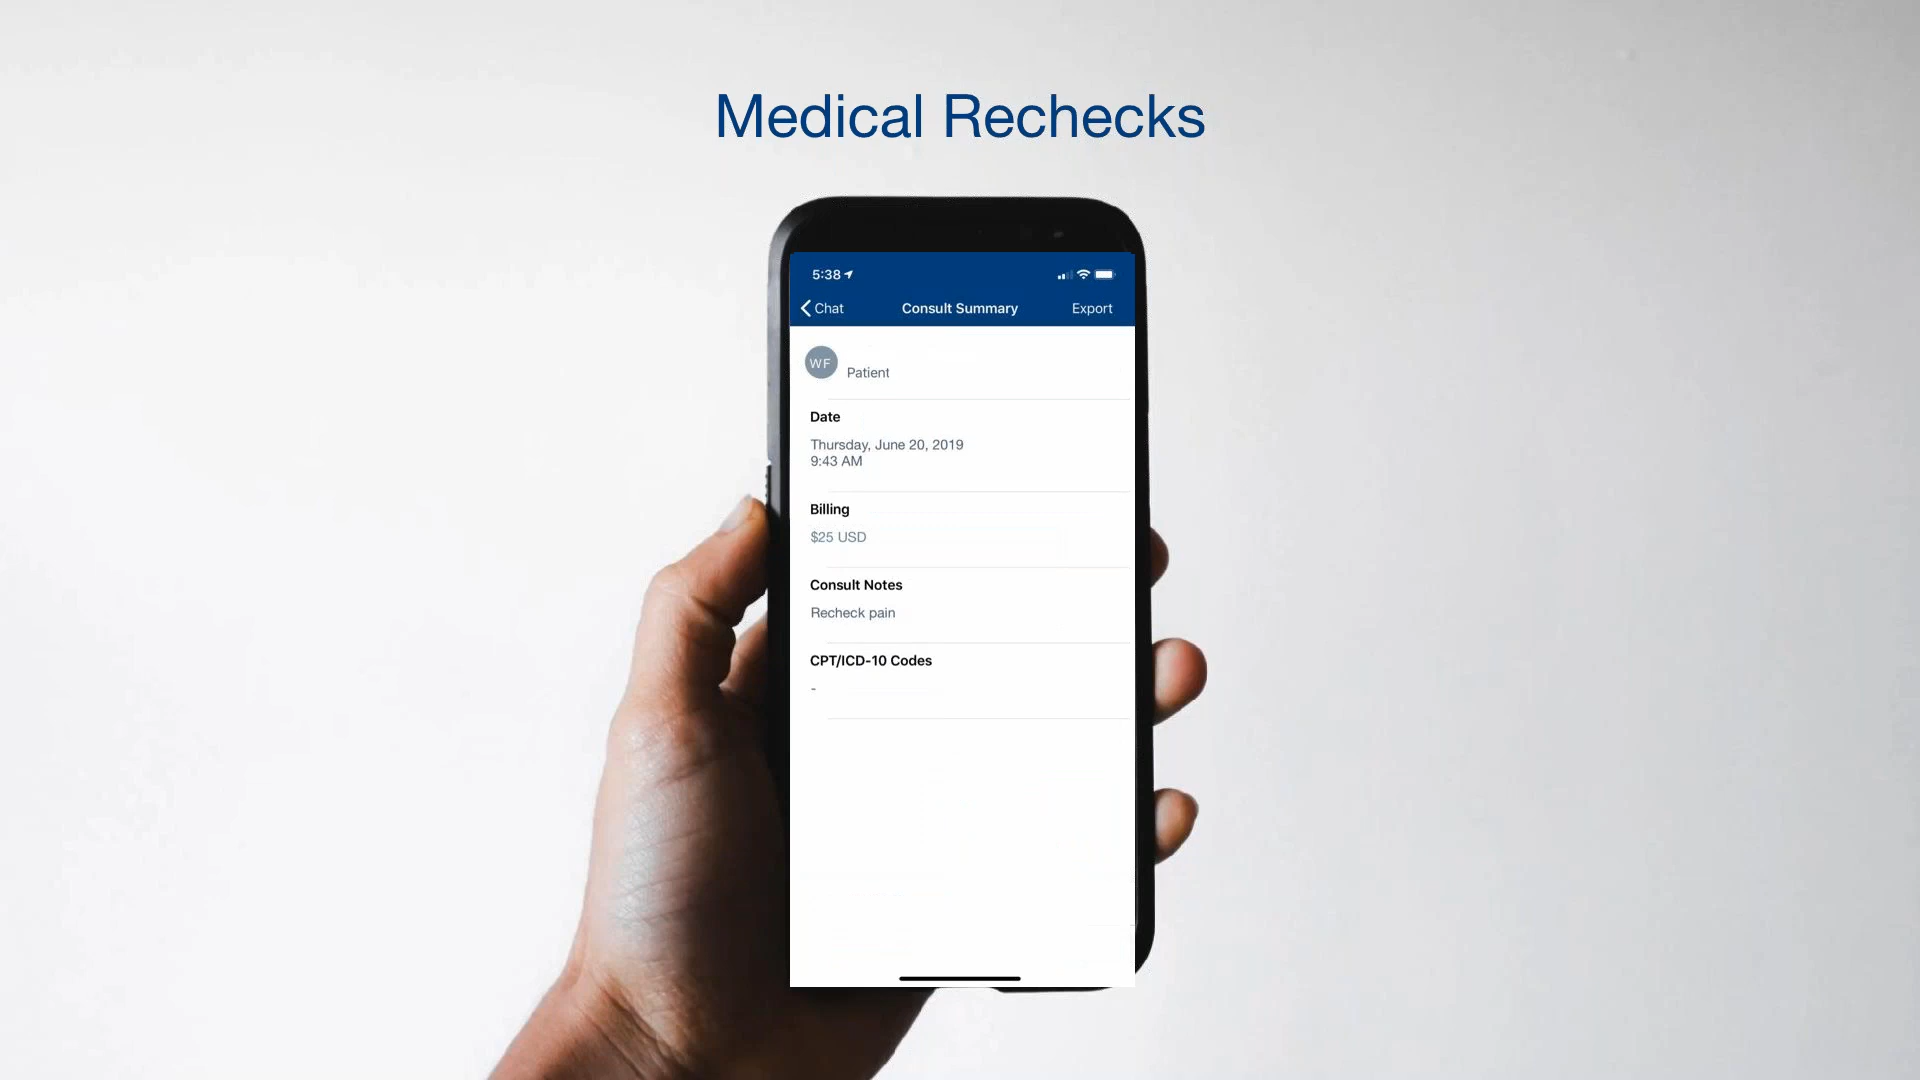 Medical Rechecks
5:38
Chat
Consult Summary
Export
WF
Patient
Date
Thursday, June 20, 2019
9:43 AM
Billing
$25 USD
Consult Notes
Recheck pain
CPT/ICD-10 Codes
-